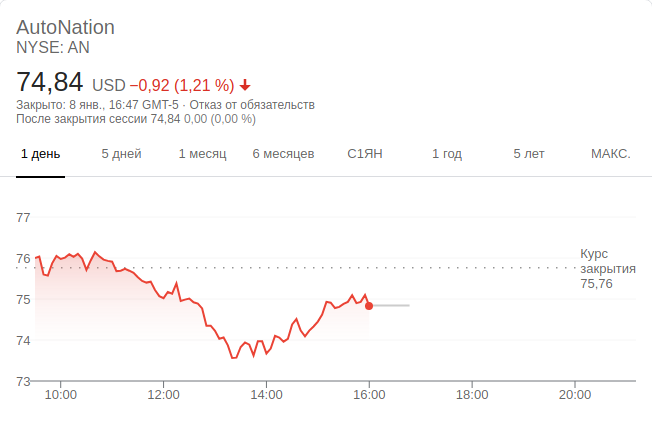 AutoNation
NYSE: AN
74,84 USD −0,92 (1,21 %)
Закрыто: 8 янв., 16:47 GMT-5 · Отказ от обязательств
После закрытия сессии 74,84 0,00 (0,00 %)
1 день 5 дней 1 месяц 6 месяцев С1ЯН 1 год 5 лет МАКС.
77
76
75
74
73
Курс
закрытия
75,76
10:00 12:00 14:00 16:00 18:00 20:00